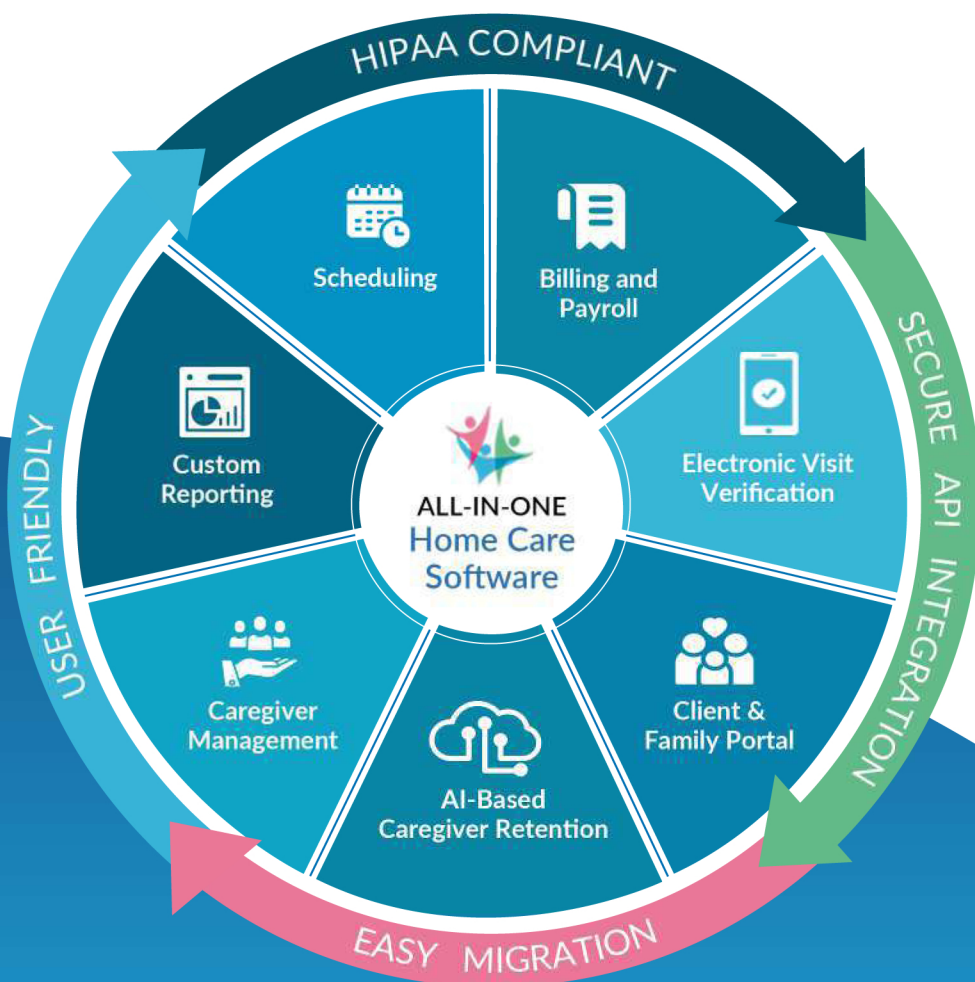 HIPAA COMPLIANT
Scheduling
Billing and
Payroll
SECURE API INTEGRATION
Electronic Visit
Verification
Custom
Reporting
ALL-IN-ONE
Home Care
Software
USER FRIENDLY
Caregiver
Management
Client &
Family Portal
AI-Based
Caregiver Retention
EASY MIGRATION